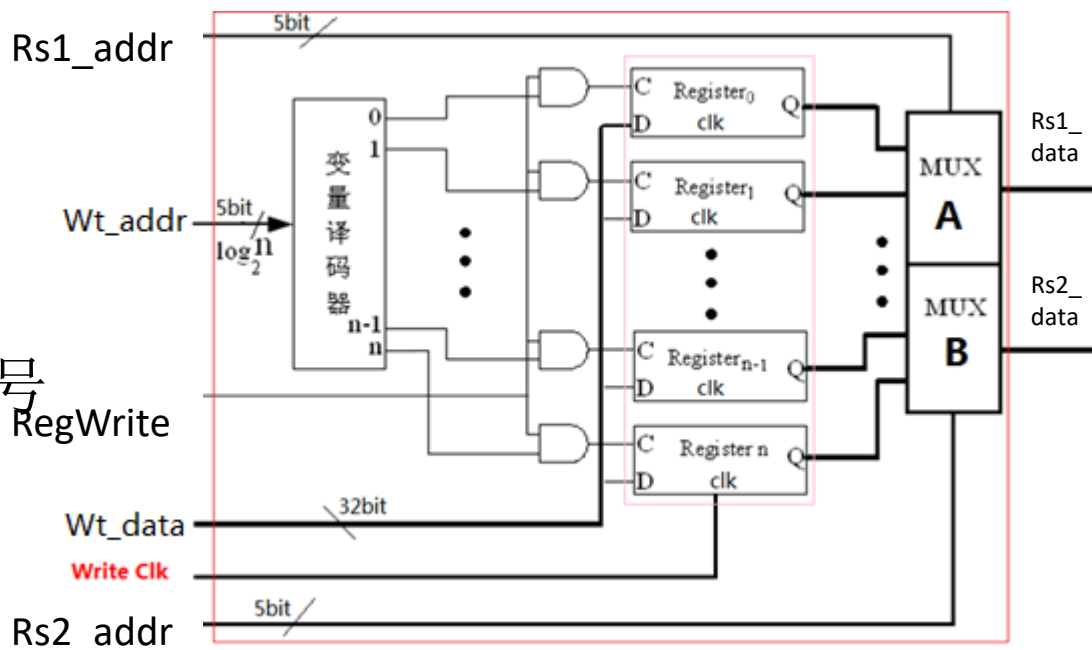 Rs1_addr
5bit
变量译码器
0
1
n-1
n
Wt_addr
5bit
log2n
号
RegWrite
Wt_data
32bit
Write Clk
Rs2_addr
5bit
C
Register0
Q
D
clk
C
Register1
Q
D
clk
C
Registern-1
Q
D
clk
C
Register n
Q
D
clk
MUX
A
MUX
B
Rs1_
data
Rs2_
data